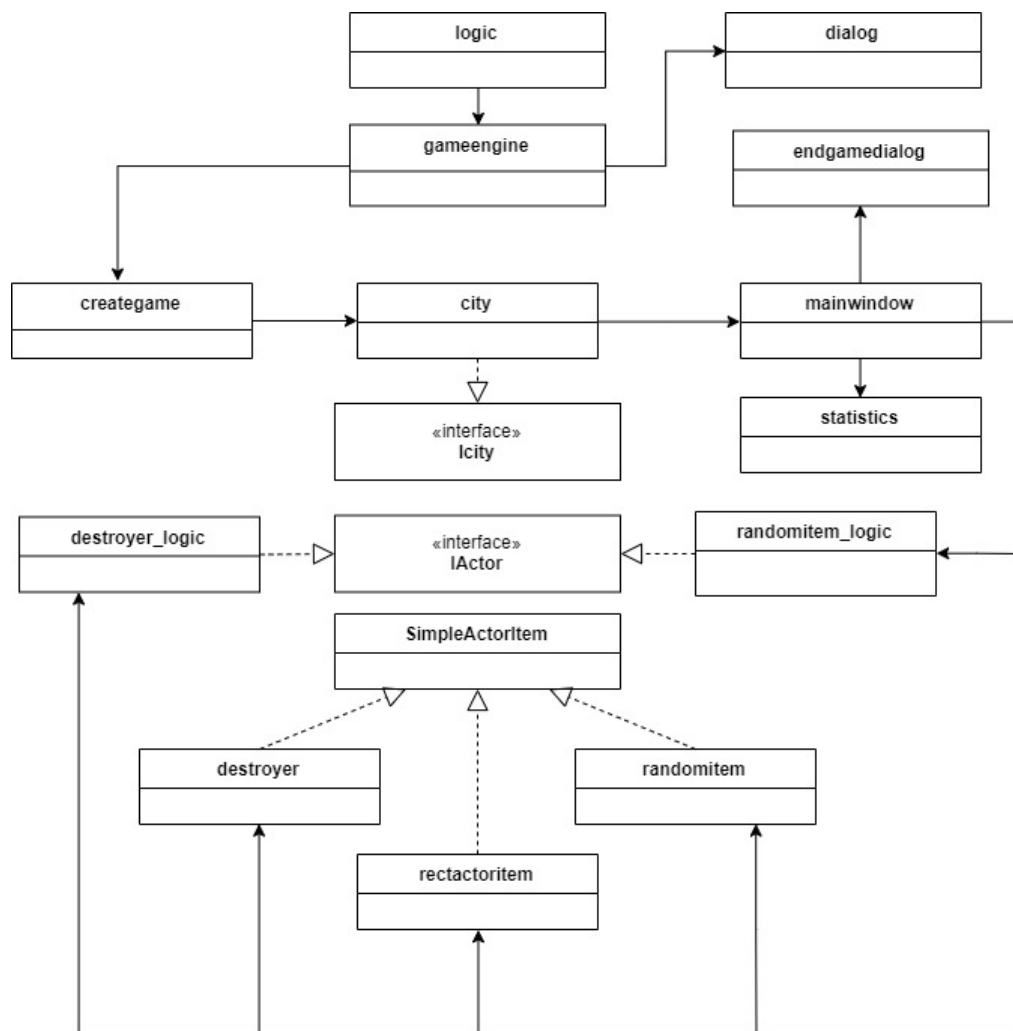 logic
dialog
gameengine
endgamedialog
creategame
city
mainwindow
«interface»
Icity
statistics
destroyer_logic
«interface»
IActor
randomitem_logic
SimpleActorItem
destroyer
randomitem
rectactoritem